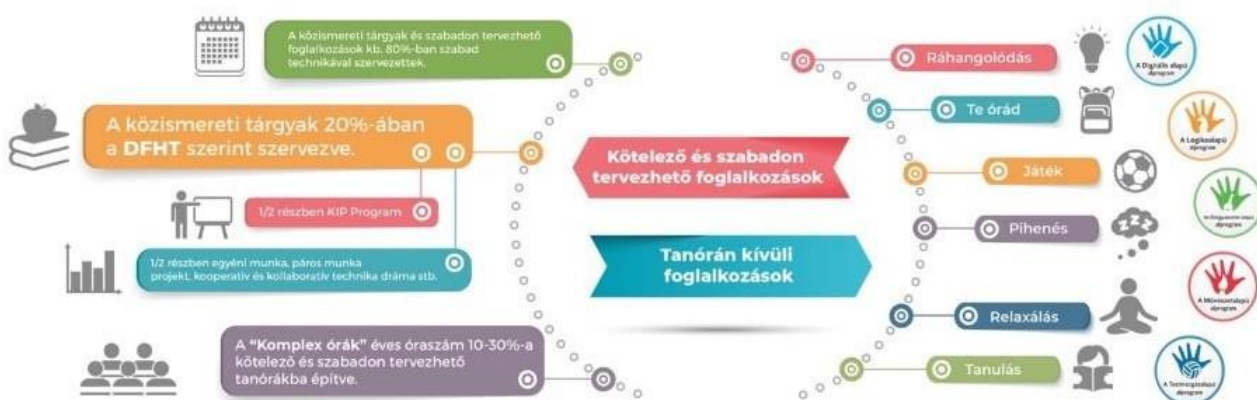 A közismereti tárgyak és szabadon tervezhető
foglalkozások kb. 80%-ban szabad
technikával szervezettek.
A közismereti tárgyak 20%-ában
a DFHT szerint szervezve.
1/2 részben KIP Program
1/2 részben egyéni munka, páros munka
projekt, kooperatív és kollaboratív technika dráma stb.
A "Komplex órák" éves óraszám 10-30%-a
kötelező és szabadon tervezhető
tanórákba építve.
Kötelező és szabadon
tervezhető foglalkozások
Tanórán kívüli
foglalkozások
Ráhangolódás
Te órád
Játék
Pihenés
Relaxálás
Tanulás
A Digitális alapú
alprogram
A Logikaalapú
alprogram
alprogram
A Művészetalapú
alprogram
A Testmozgásalapú
alprogram